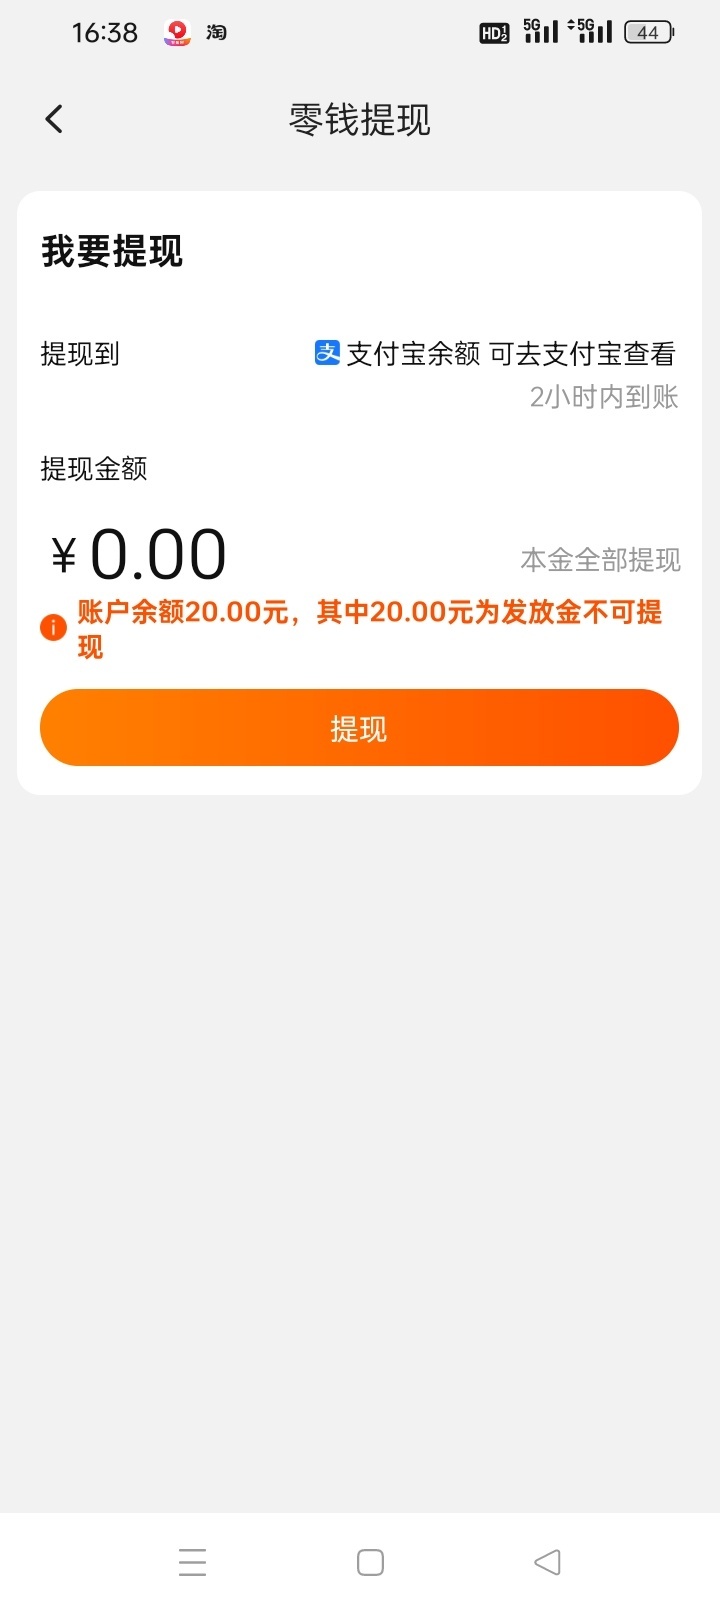 16:38 淘 HD 1 2 5G 5G 44
零钱提现
我要提现
提现到 支 支付宝余额 可去支付宝查看
2小时内到账
提现金额
¥0.00 本金全部提现
账户余额20.00元，其中20.00元为发放金不可提
现
提现